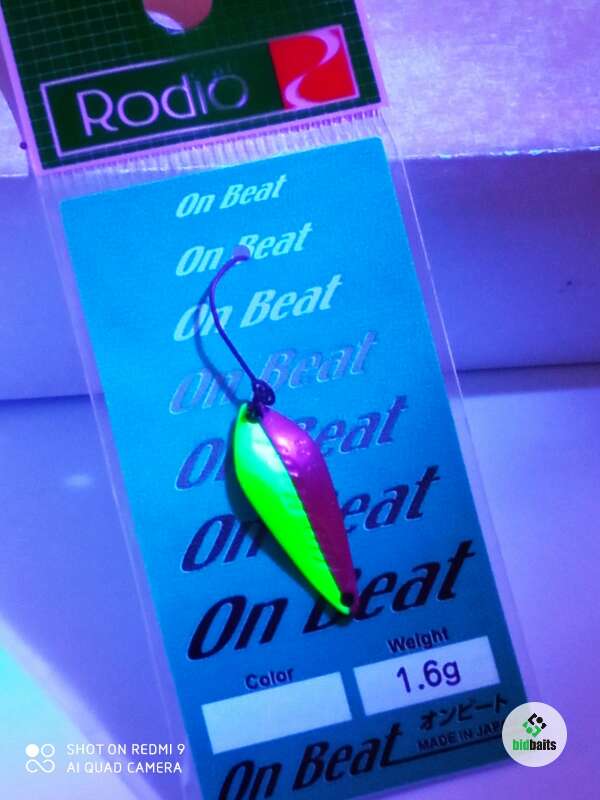 Rodio
On Beat
On Beat
On Beat
On Beat
On Beat
On Beat
On Beat
Color
Weight
1.6g
On Beat
オンビート
MADE IN JAPAN
SHOT ON REDMI 9
AI QUAD CAMERA
bidbaits